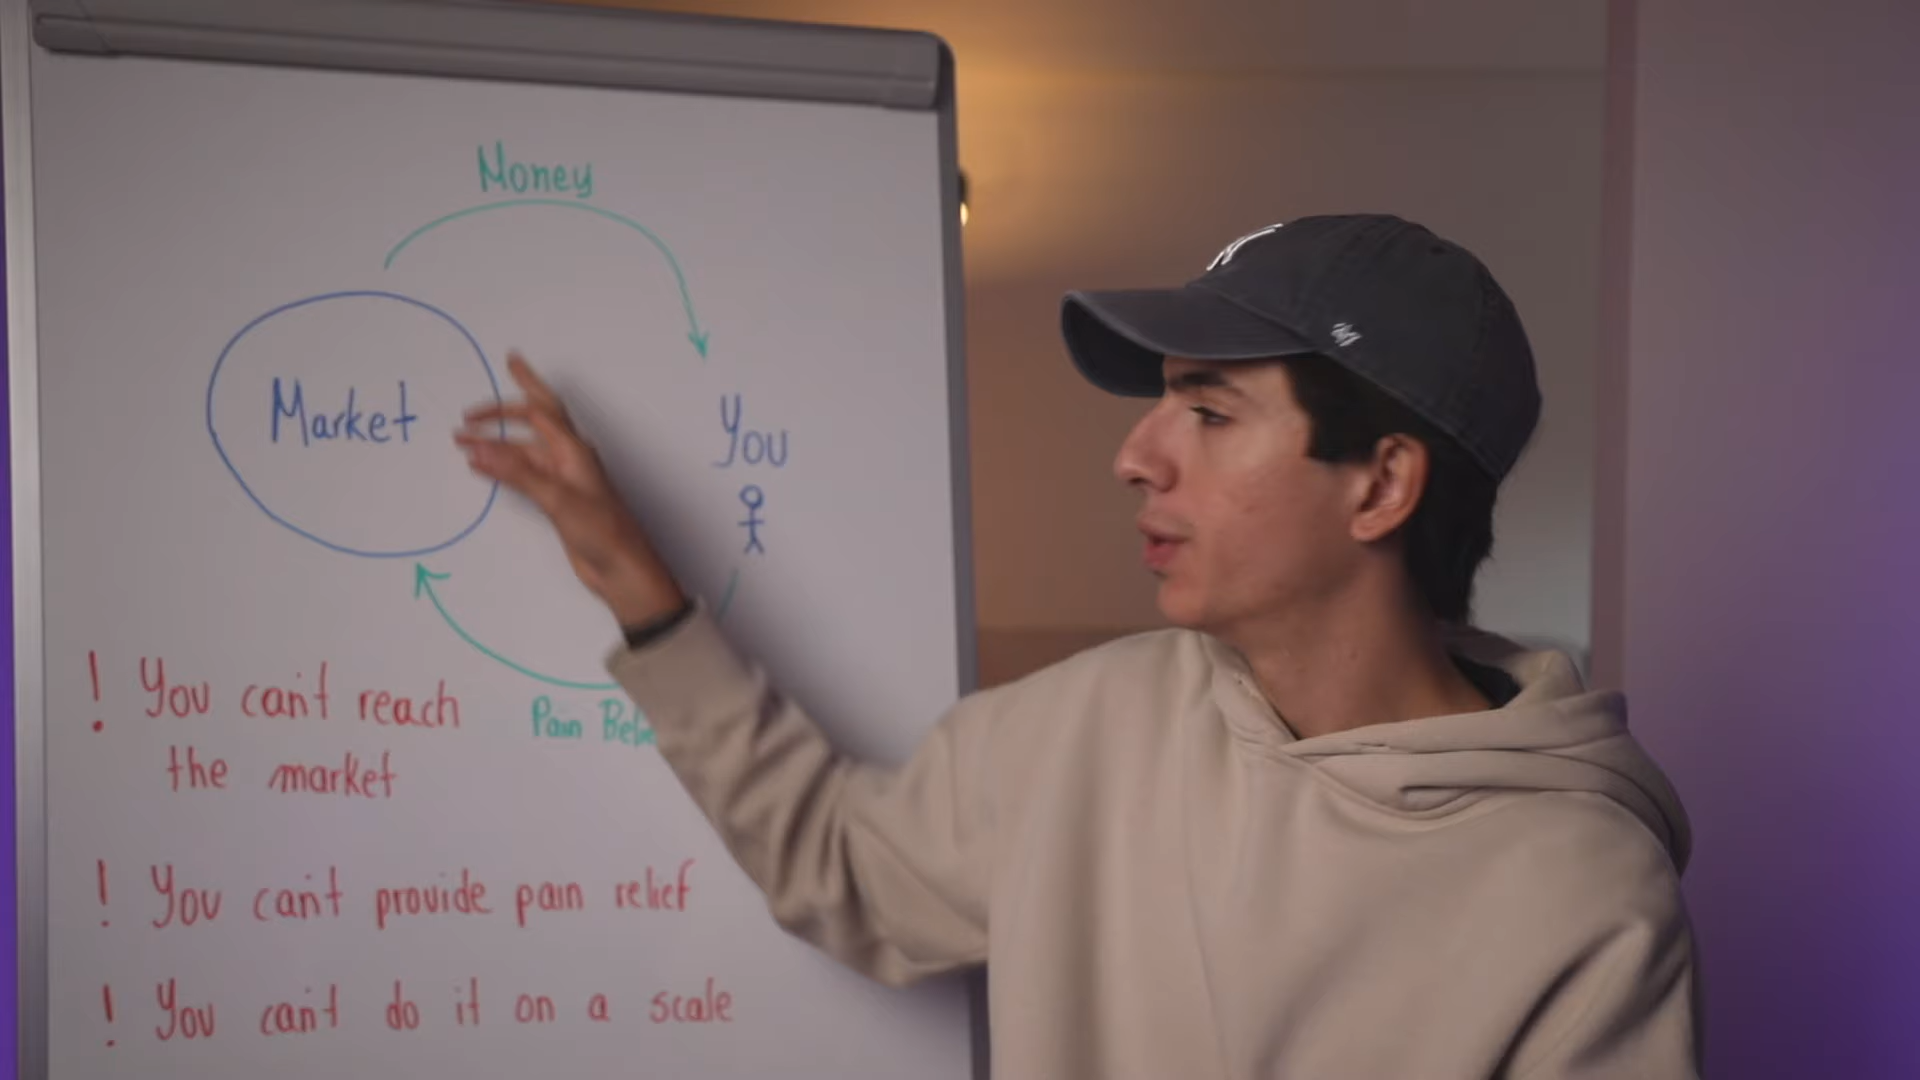 Money
Market
You
Pain
! You can't reach
the market
! You can't provide pain relief
! You can't do it on a scale